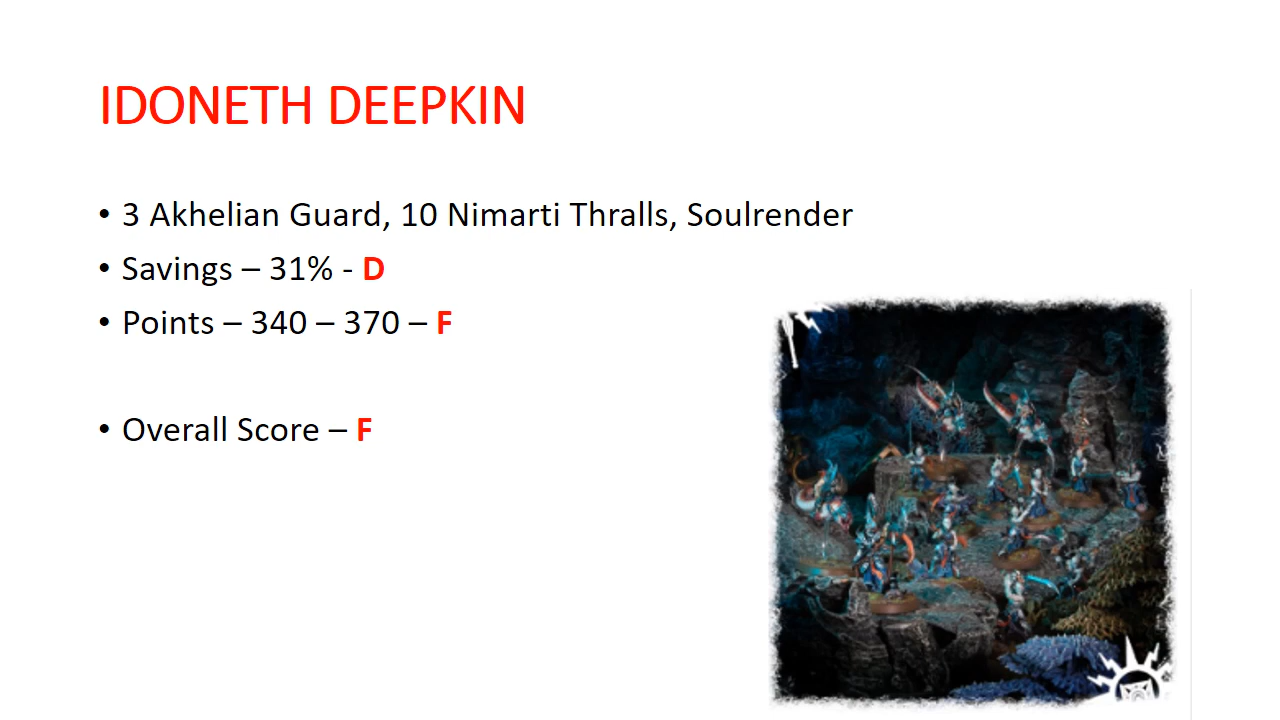 IDONETH DEEPKIN
• 3 Akhelian Guard, 10 Nimarti Thralls, Soulrender
• Savings – 31% - D
• Points – 340 – 370 – F
• Overall Score – F